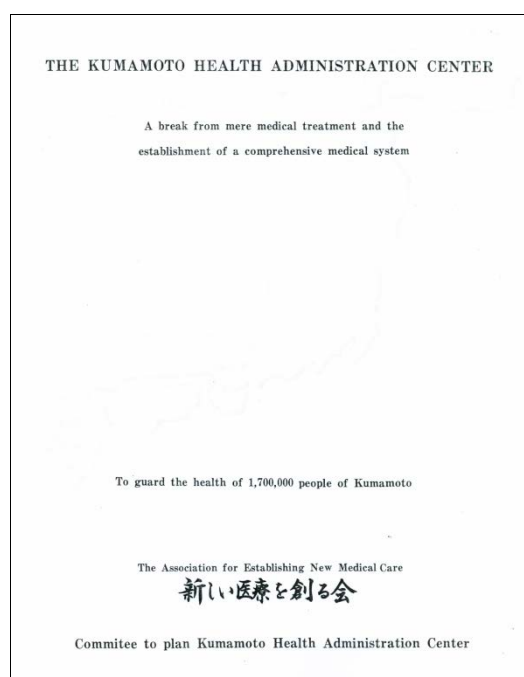 THE KUMAMOTO HEALTH ADMINISTRATION CENTER
A break from mere medical treatment and the
establishment of a comprehensive medical system
To guard the health of 1,700,000 people of Kumamoto
The Association for Establishing New Medical Care
新しい医療を創る会
Commitee to plan Kumamoto Health Administration Center